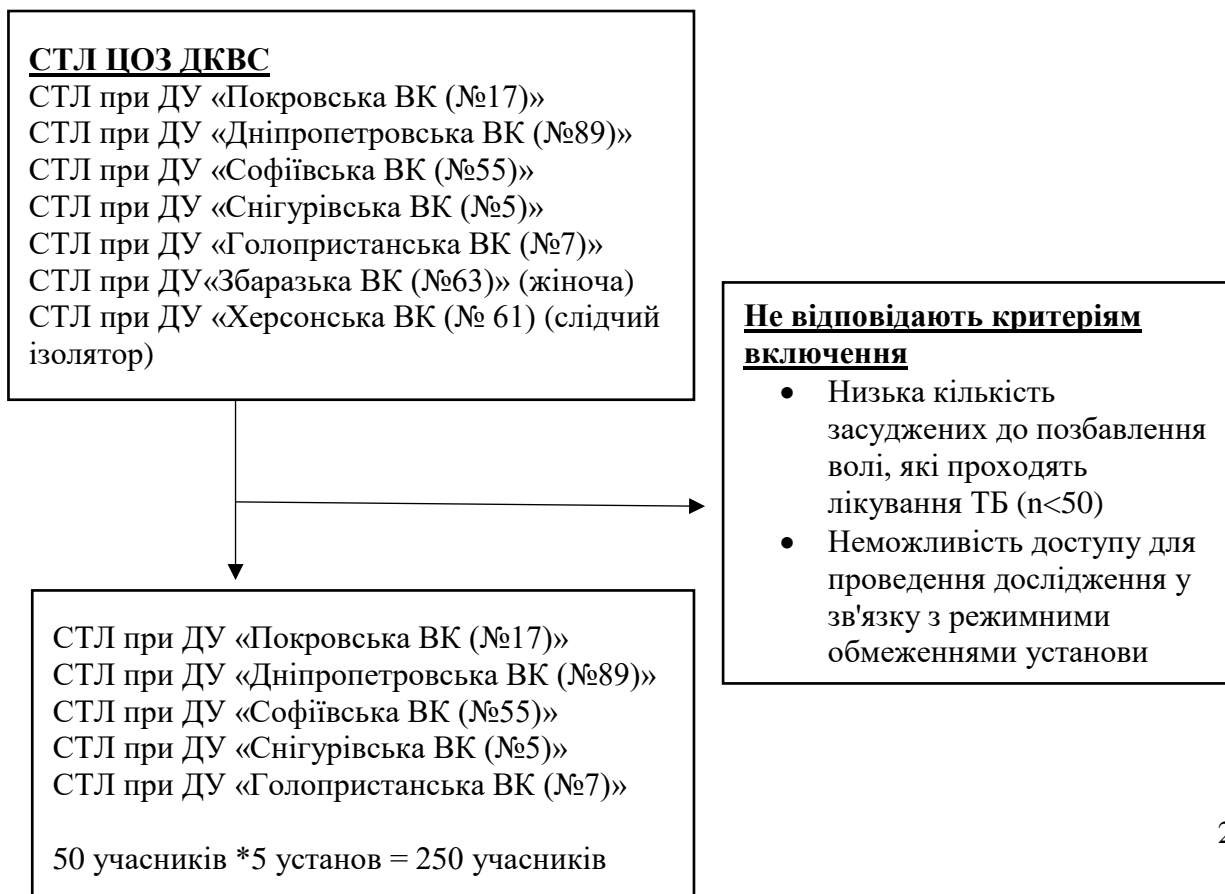 СТЛ ЦОЗ ДКВС
СТЛ при ДУ «Покровська ВК (№17)»
СТЛ при ДУ «Дніпропетровська ВК (№89)»
СТЛ при ДУ «Софіївська ВК (№55)»
СТЛ при ДУ «Снігурівська ВК (№5)»
СТЛ при ДУ «Голопристанська ВК (№7)»
СТЛ при ДУ«Збаразька ВК (№63)» (жіноча)
СТЛ при ДУ «Херсонська ВК (№ 61) (слідчий
ізолятор)
Не відповідають критеріям
включення
• Низька кількість
засуджених до позбавлення
волі, які проходять
лікування ТБ (n<50)
• Неможливість доступу для
проведення дослідження у
зв'язку з режимними
обмеженнями установи
СТЛ при ДУ «Покровська ВК (№17)»
СТЛ при ДУ «Дніпропетровська ВК (№89)»
СТЛ при ДУ «Софіївська ВК (№55)»
СТЛ при ДУ «Снігурівська ВК (№5)»
СТЛ при ДУ «Голопристанська ВК (№7)»
50 учасників *5 установ = 250 учасників
2